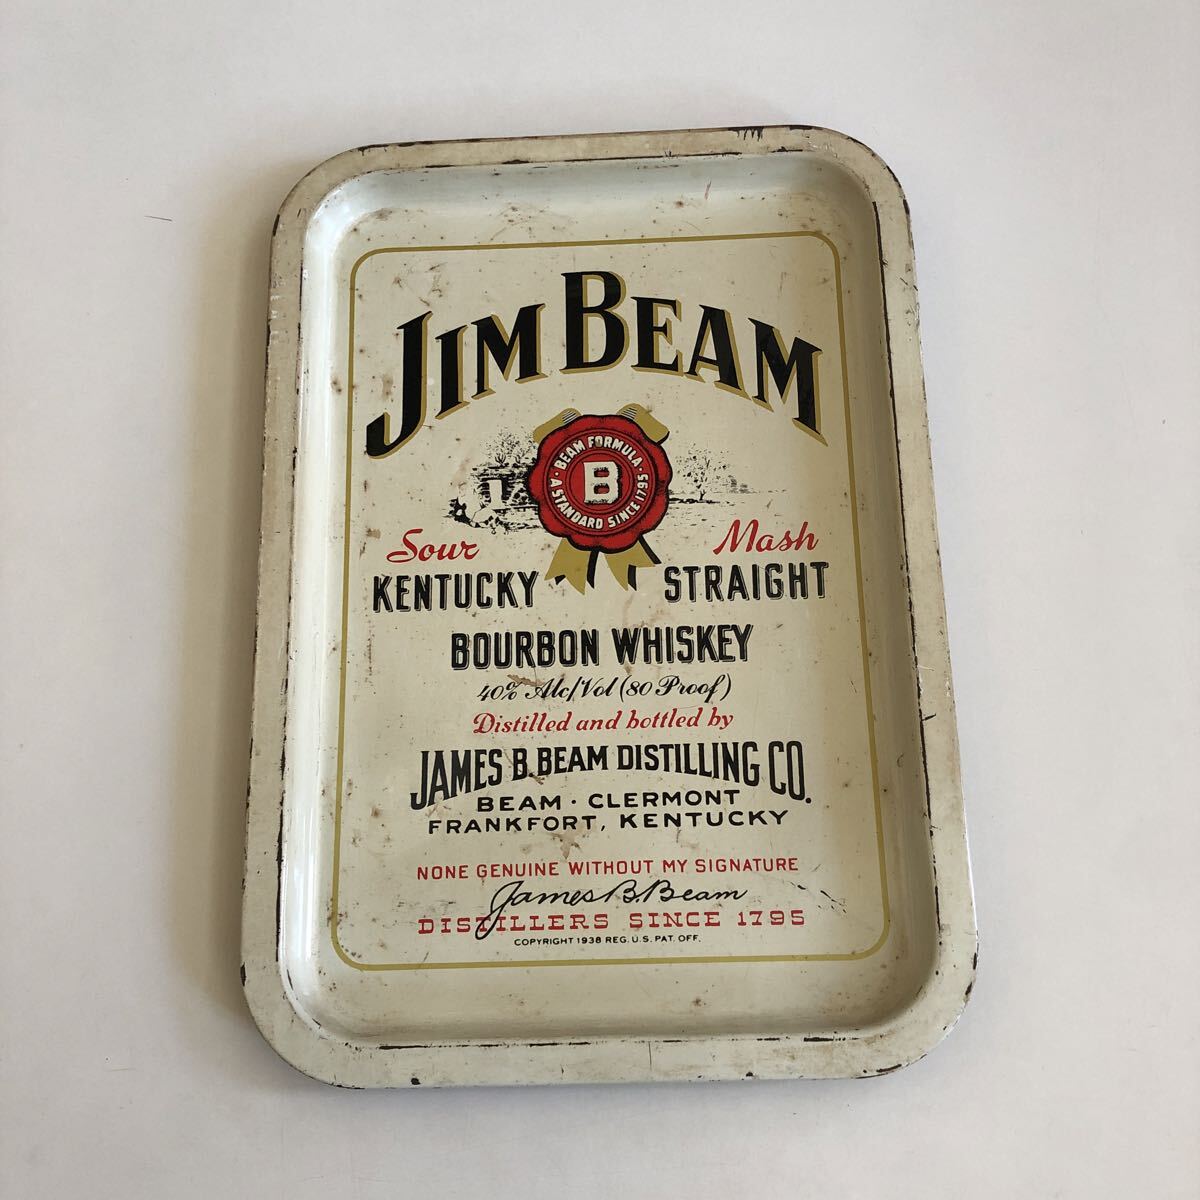 JIM BEAM
BEAM FORMULA
B
A STANDARD SINCE 1795
Sour Mash
KENTUCKY STRAIGHT
BOURBON WHISKEY
40% Alc/Vol (80 Proof)
Distilled and bottled by
JAMES B. BEAM DISTILLING CO.
BEAM · CLERMONT
FRANKFORT, KENTUCKY
NONE GENUINE WITHOUT MY SIGNATURE
James B. Beam
DISTILLERS SINCE 1795
COPYRIGHT 1938 REG. U.S. PAT. OFF.